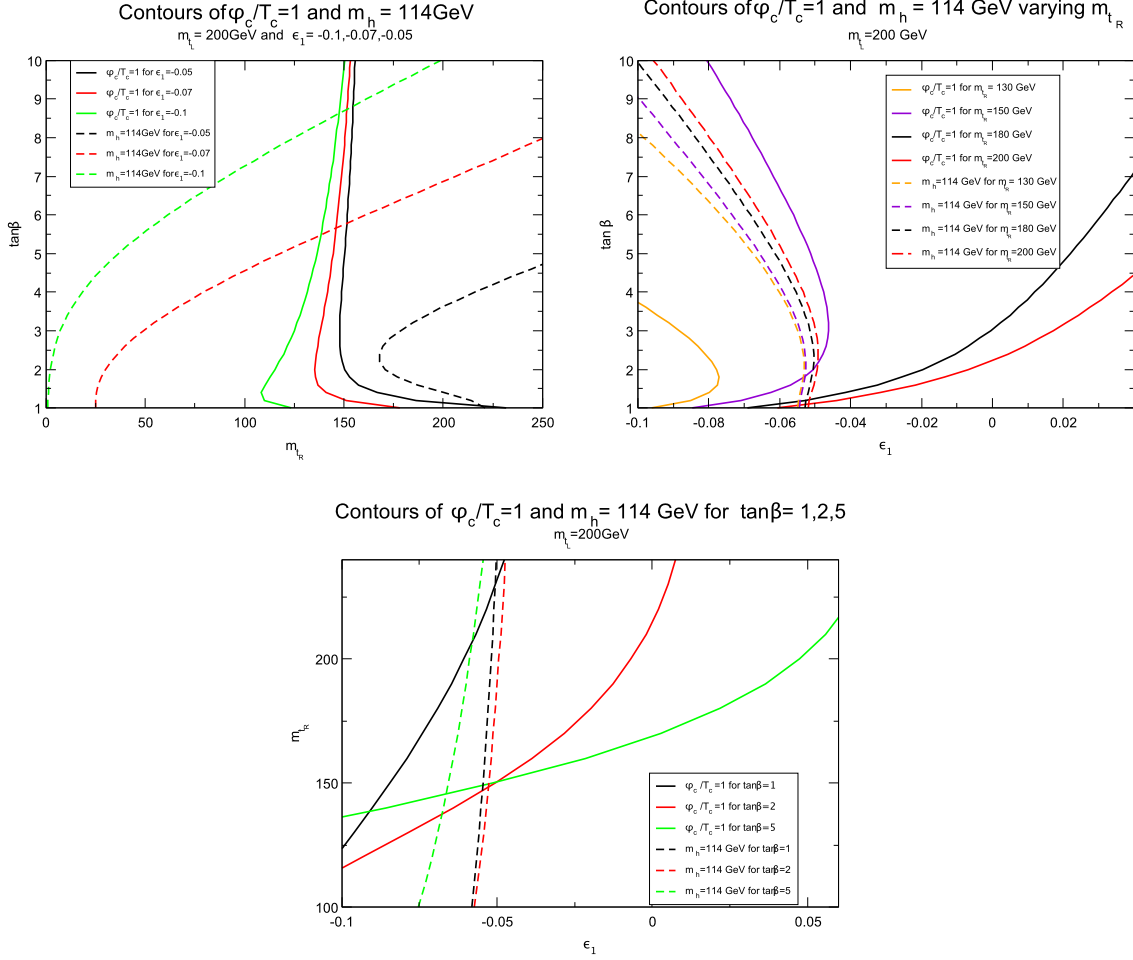 Contours of φc/Tc=1 and mh = 114GeV
mtL= 200GeV and ϵ1= -0.1,-0.07,-0.05
φc/Tc=1 for ϵ1=-0.05
φc/Tc=1 for ϵ1=-0.07
φc/Tc=1 for ϵ1=-0.1
mh=114GeV for ϵ1=-0.05
mh=114GeV for ϵ1=-0.07
mh=114GeV for ϵ1=-0.1
10
9
8
7
6
5
4
3
2
1
tanβ
0 50 100 150 200 250
mtR
Contours of φc/Tc=1 and mh = 114 GeV varying mtR
mtL=200 GeV
φc/Tc=1 for mtR= 130 GeV
φc/Tc=1 for mtR=150 GeV
φc/Tc=1 for mtR=180 GeV
φc/Tc=1 for mtR=200 GeV
mh=114 GeV for mtR= 130 GeV
mh=114 GeV for mtR=150 GeV
mh=114 GeV for mtR=180 GeV
mh=114 GeV for mtR=200 GeV
10
9
8
7
6
5
4
3
2
1
tan β
-0.1 -0.08 -0.06 -0.04 -0.02 0 0.02
ϵ1
Contours of φc/Tc=1 and mh= 114 GeV for tanβ= 1,2,5
mtL=200GeV
200
150
100
mtR
φc/Tc=1 for tanβ=1
φc/Tc=1 for tanβ=2
φc/Tc=1 for tanβ=5
mh=114 GeV for tanβ=1
mh=114 GeV for tanβ=2
mh=114 GeV for tanβ=5
-0.1 -0.05 0 0.05
ϵ1